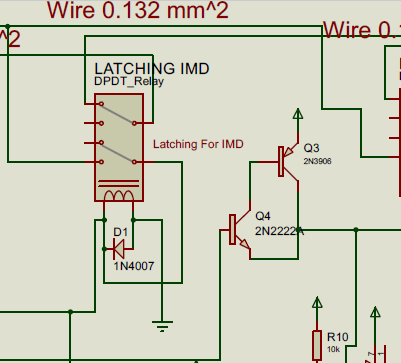 Wire 0.132 mm^2
^2
Wire 0.
LATCHING IMD
DPDT_Relay
Latching For IMD
Q3
2N3906
Q4
2N2222A
D1
1N4007
R10
10k
7
1